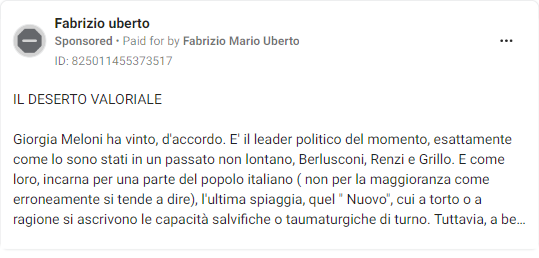 Fabrizio uberto
Sponsored • Paid for by Fabrizio Mario Uberto
ID: 825011455373517
IL DESERTO VALORIALE
Giorgia Meloni ha vinto, d'accordo. E' il leader politico del momento, esattamente
come lo sono stati in un passato non lontano, Berlusconi, Renzi e Grillo. E come
loro, incarna per una parte del popolo italiano ( non per la maggioranza come
erroneamente si tende a dire), l'ultima spiaggia, quel " Nuovo", cui a torto o a
ragione si ascrivono le capacità salvifiche o taumaturgiche di turno. Tuttavia, a be...